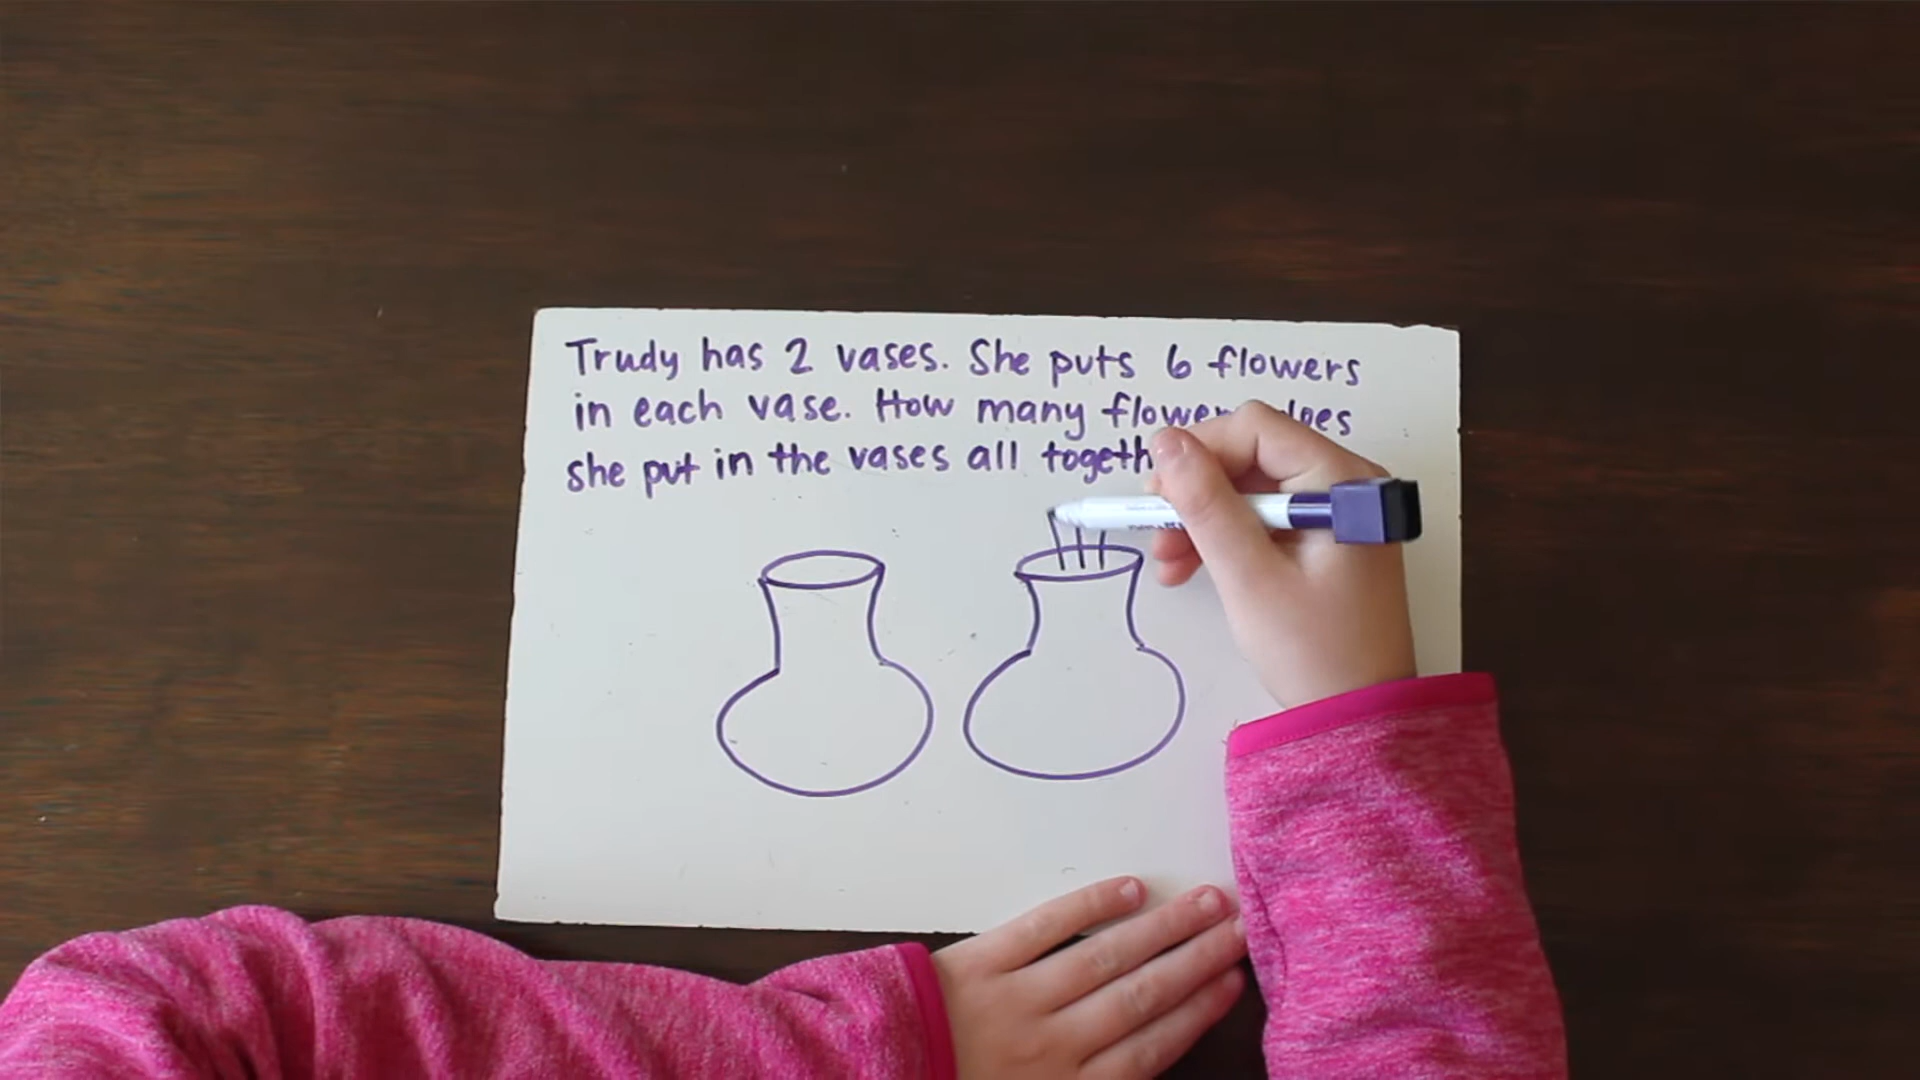 Trudy has 2 vases. She puts 6 flowers
in each vase. How many does
she put in the vases all